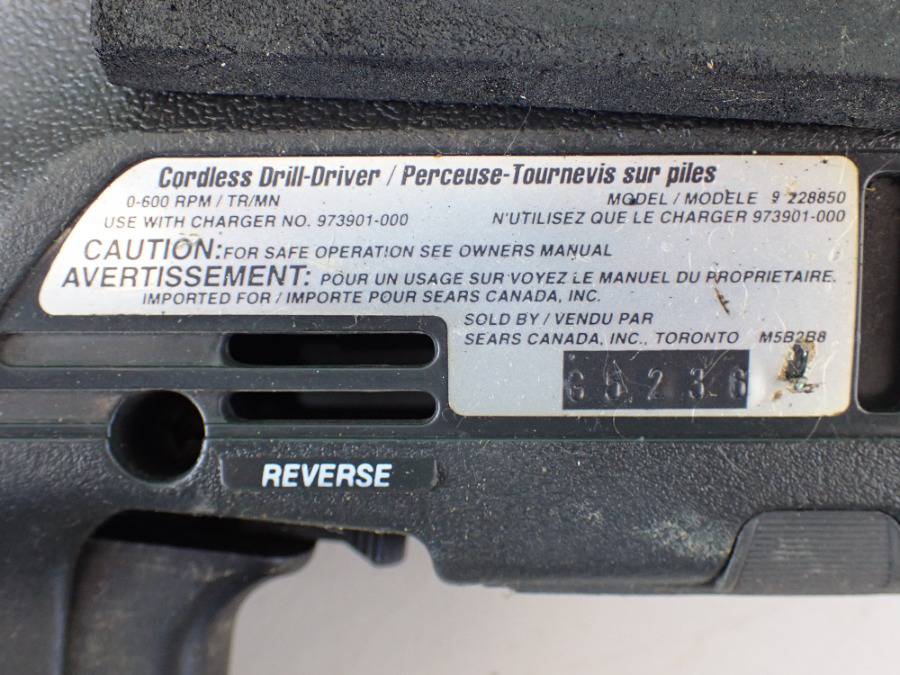 Cordless Drill-Driver / Perceuse-Tournevis sur piles
0-600 RPM / TR/MN MODEL / MODÈLE 9 228850
USE WITH CHARGER NO. 973901-000 N'UTILISEZ QUE LE CHARGER 973901-000
CAUTION: FOR SAFE OPERATION SEE OWNERS MANUAL
AVERTISSEMENT: POUR UN USAGE SUR VOYEZ LE MANUEL DU PROPRIETAIRE.
IMPORTED FOR / IMPORTE POUR SEARS CANADA, INC.
SOLD BY / VENDU PAR
SEARS CANADA, INC., TORONTO M5B2B8
G5236
REVERSE